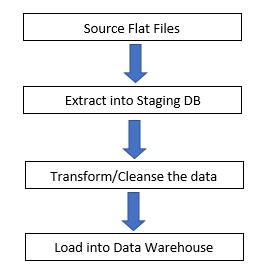 Source Flat Files
Extract into Staging DB
Transform/Cleanse the data
Load into Data Warehouse